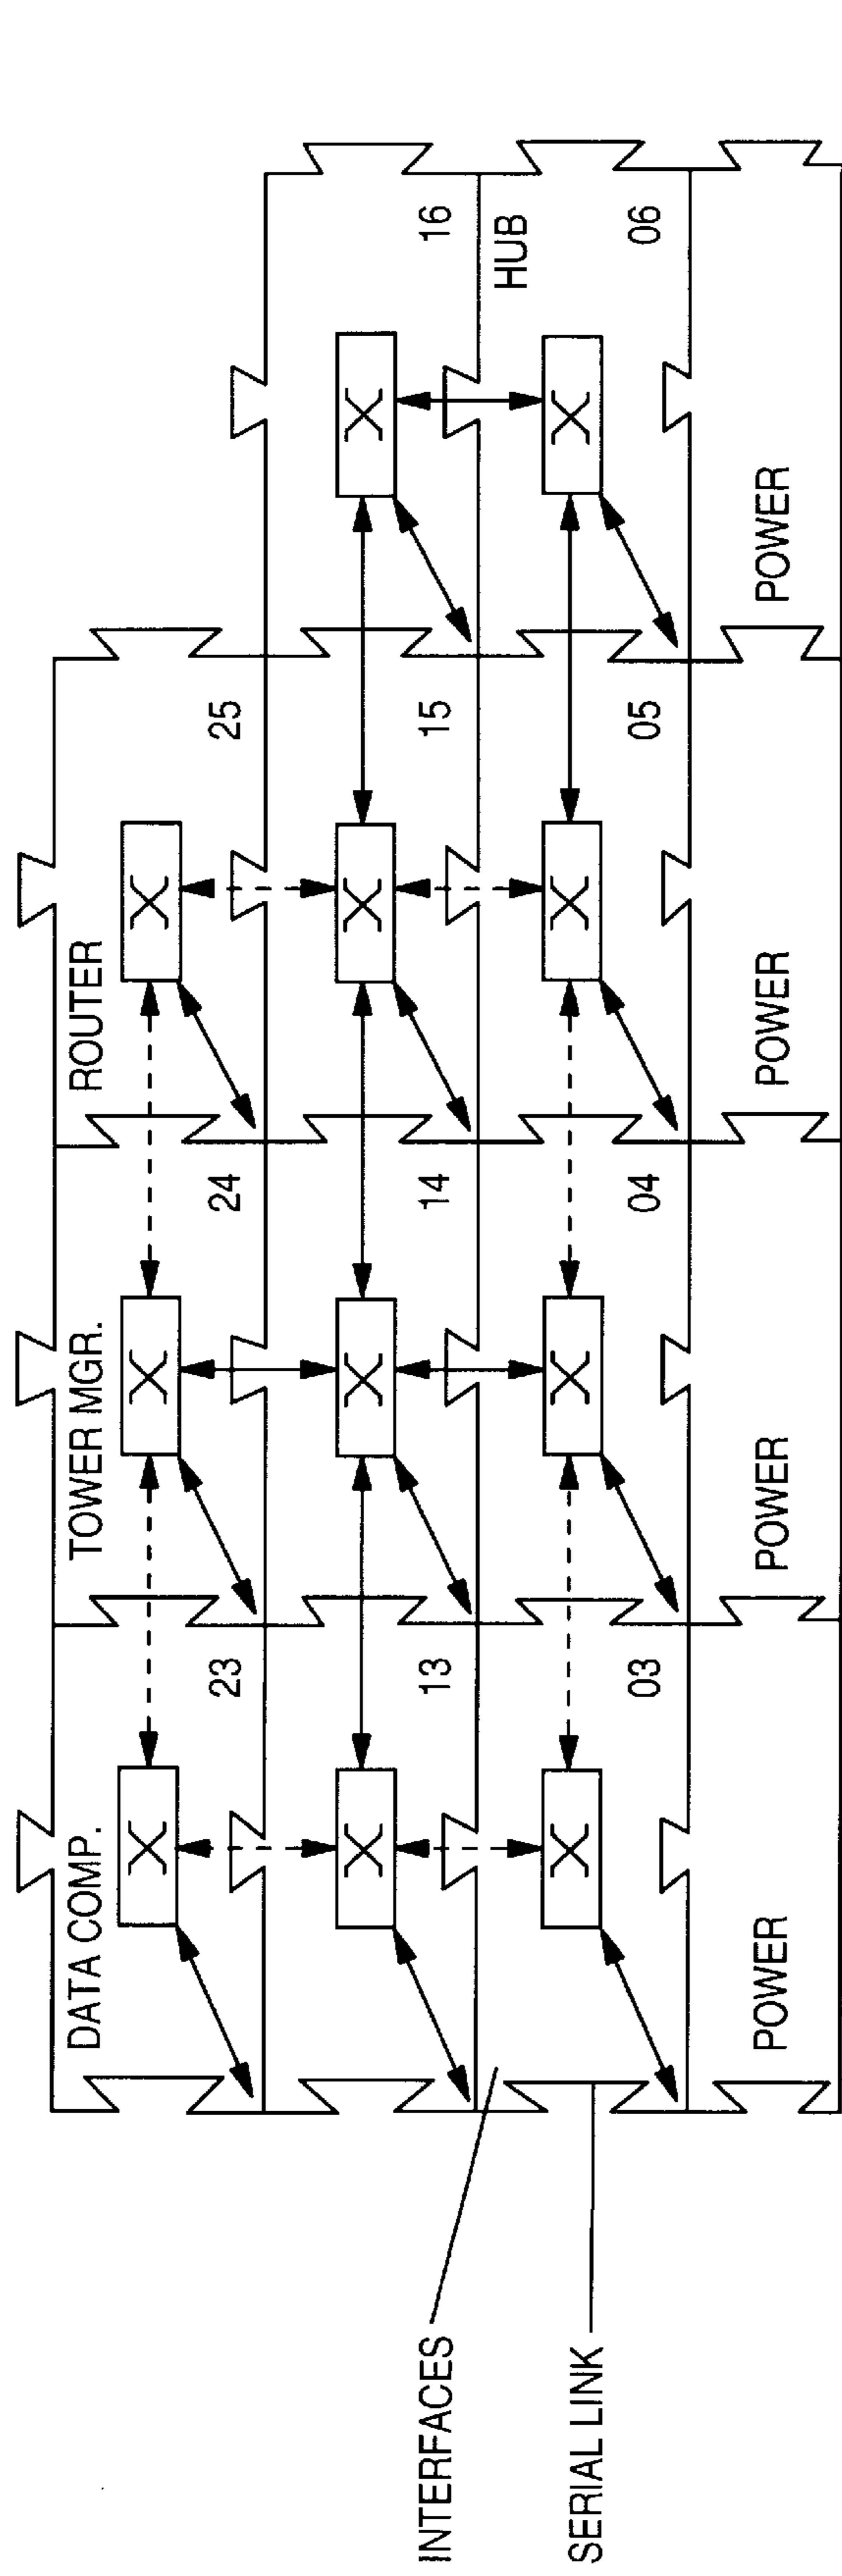 DATA COMP.
TOWER MGR.
ROUTER
23
24
25
INTERFACES
13
14
15
16
HUB
SERIAL LINK
03
04
05
06
POWER
POWER
POWER
POWER